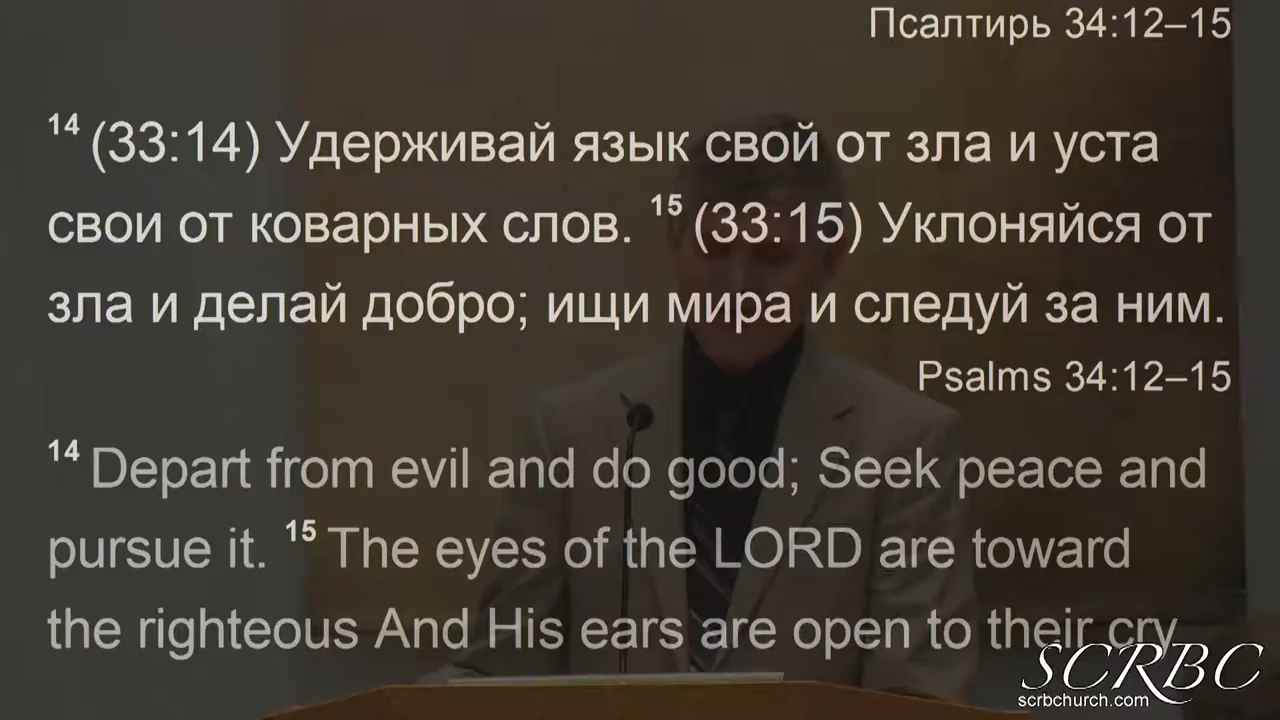 Псалтирь 34:12–15
14 (33:14) Удерживай язык свой от зла и уста
свои от коварных слов. 15 (33:15) Уклоняйся от
зла и делай добро; ищи мира и следуй за ним.
Psalms 34:12–15
14 Depart from evil and do good; Seek peace and
pursue it. 15 The eyes of the LORD are toward
the righteous And His ears are open to their cry
SCRBC
scrbchurch.com